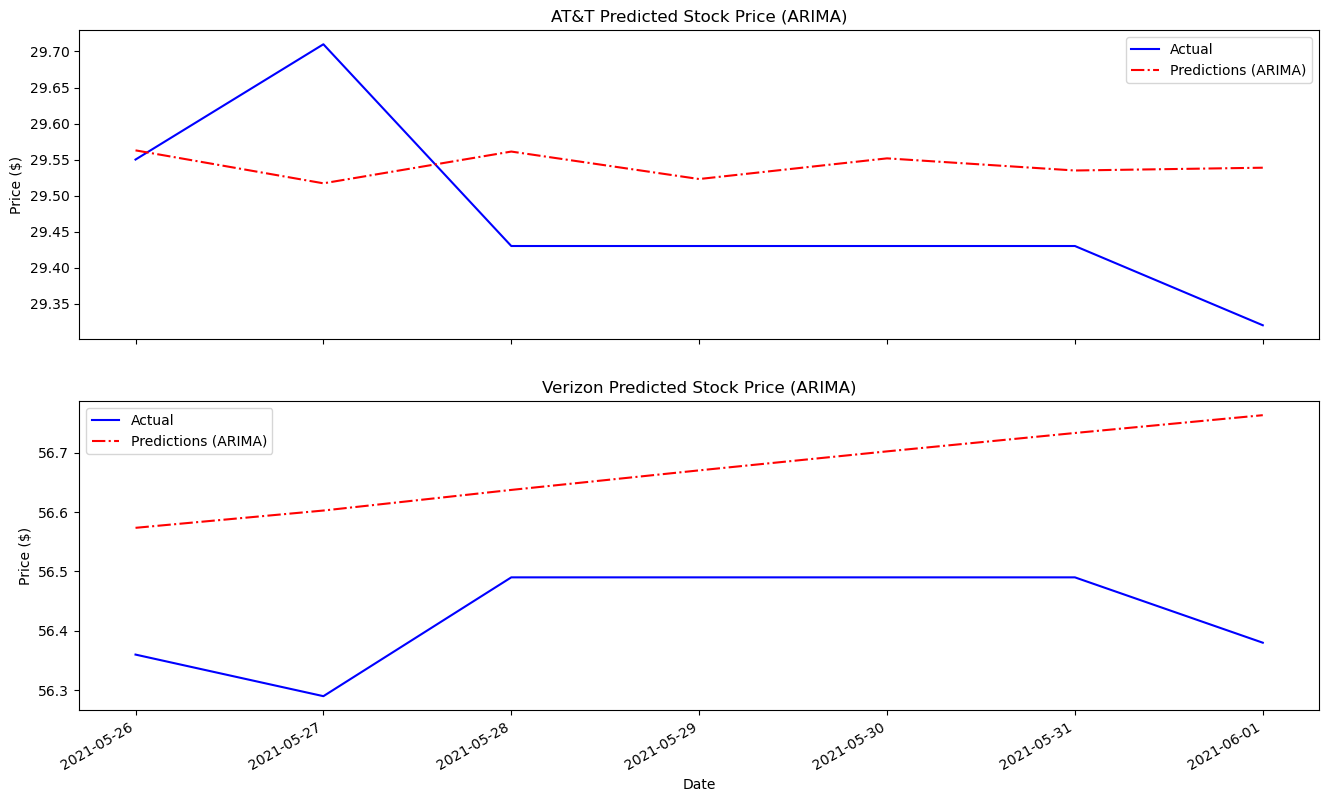 AT&T Predicted Stock Price (ARIMA)
Actual
Predictions (ARIMA)
29.70
29.65
29.60
29.55
29.50
29.45
29.40
29.35
Price ($)
Verizon Predicted Stock Price (ARIMA)
Actual
Predictions (ARIMA)
56.7
56.6
56.5
56.4
56.3
Price ($)
2021-05-26
2021-05-27
2021-05-28
2021-05-29
2021-05-30
2021-05-31
2021-06-01
Date